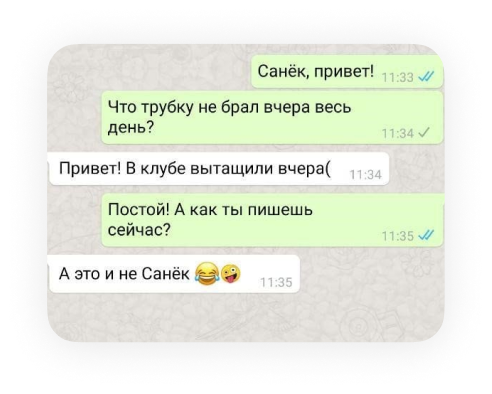 Санёк, привет! 11:33
Что трубку не брал вчера весь
день? 11:34
Привет! В клубе вытащили вчера( 11:34
Постой! А как ты пишешь
сейчас? 11:35
А это и не Санёк 😂🤪 11:35